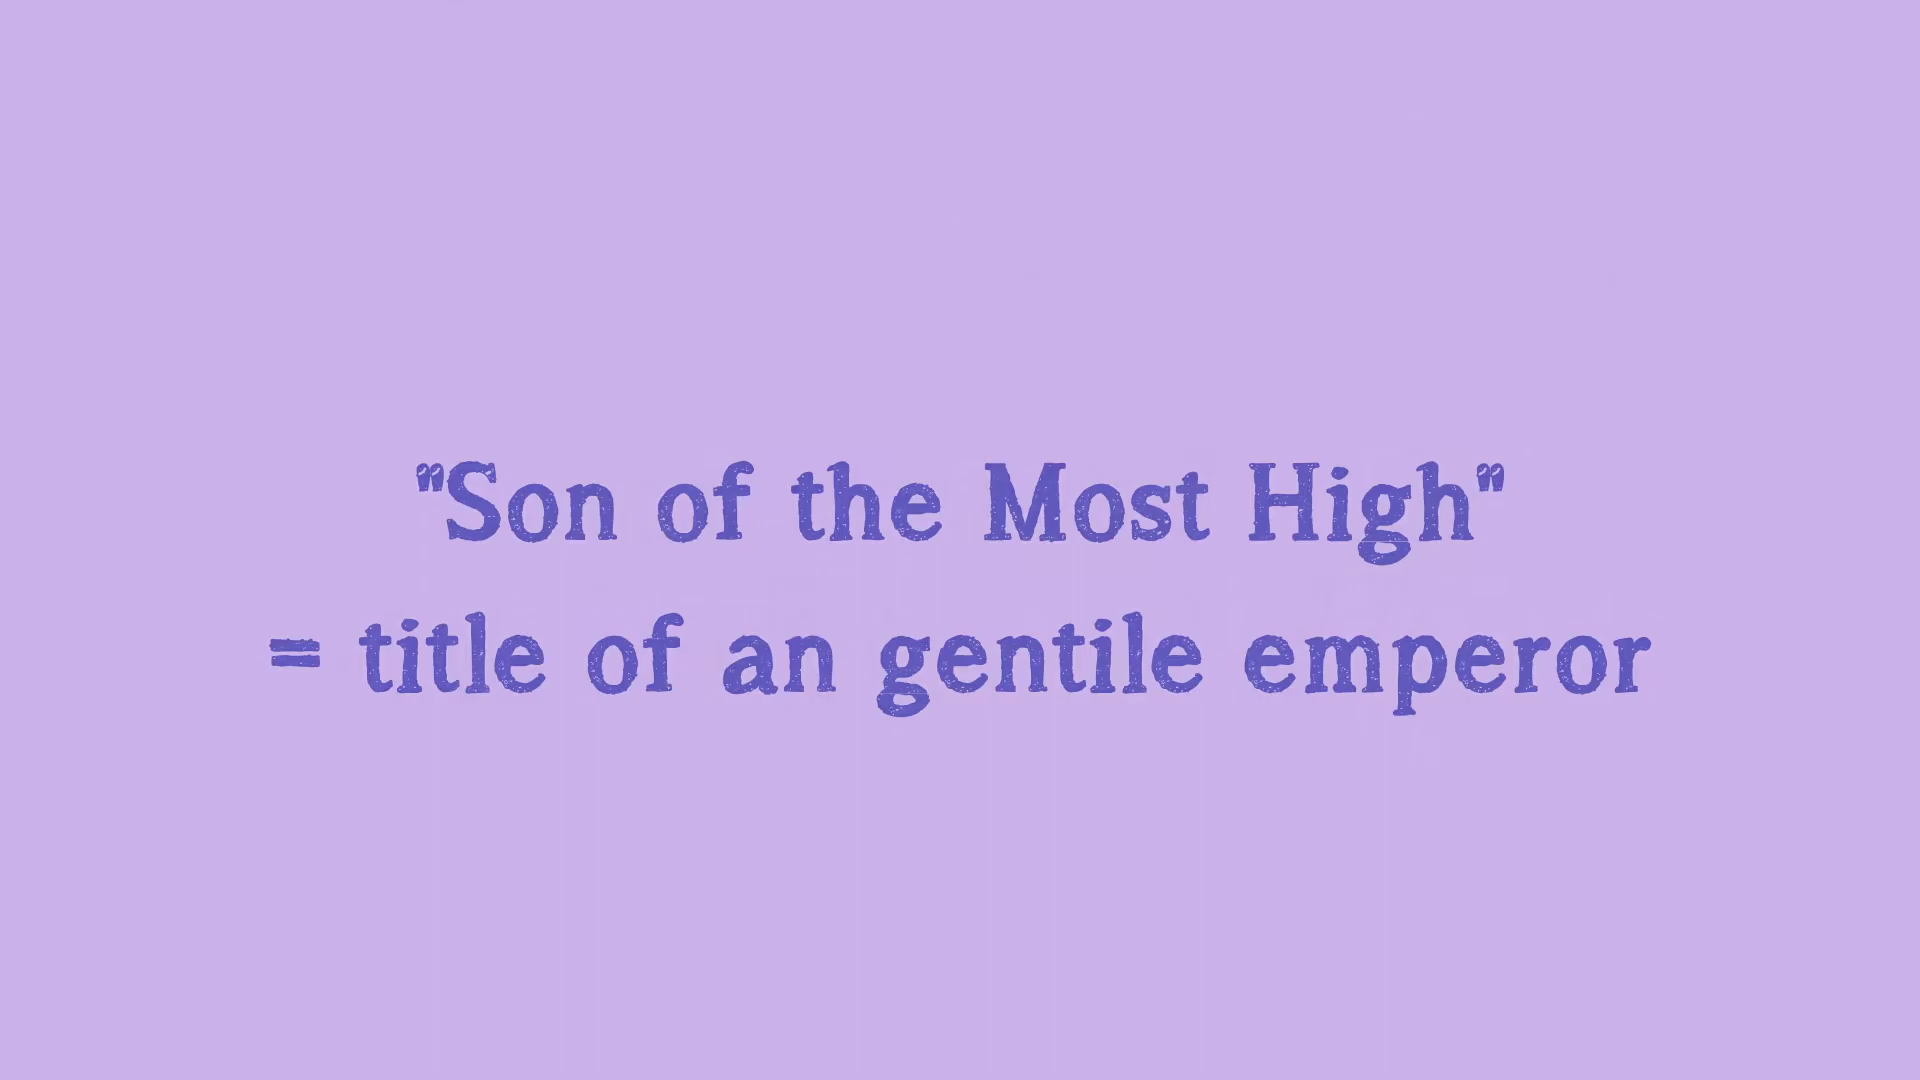 "Son of the Most High"
= title of an gentile emperor